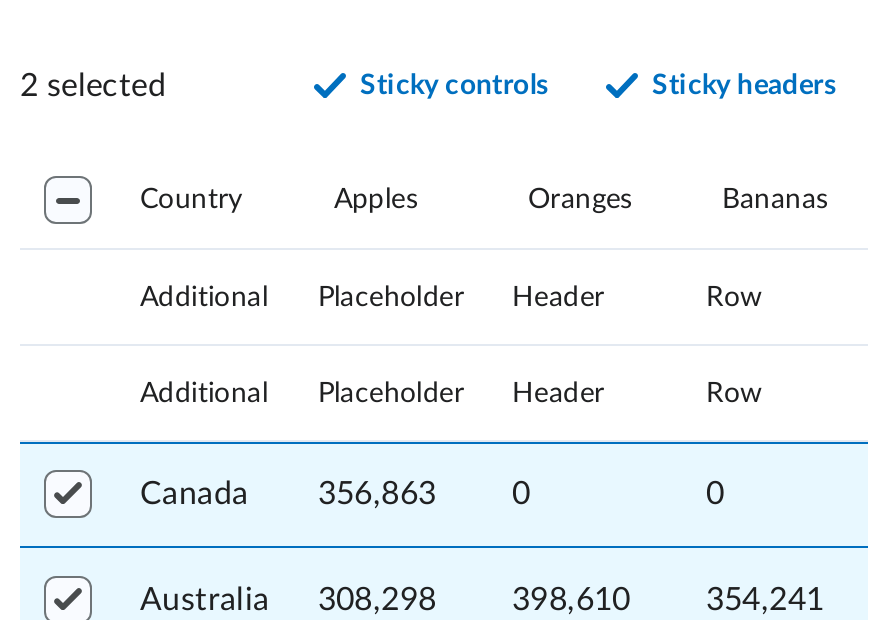 2 selected Sticky controls Sticky headers
Country Apples Oranges Bananas
Additional Placeholder Header Row
Additional Placeholder Header Row
Canada 356,863 0 0
Australia 308,298 398,610 354,241